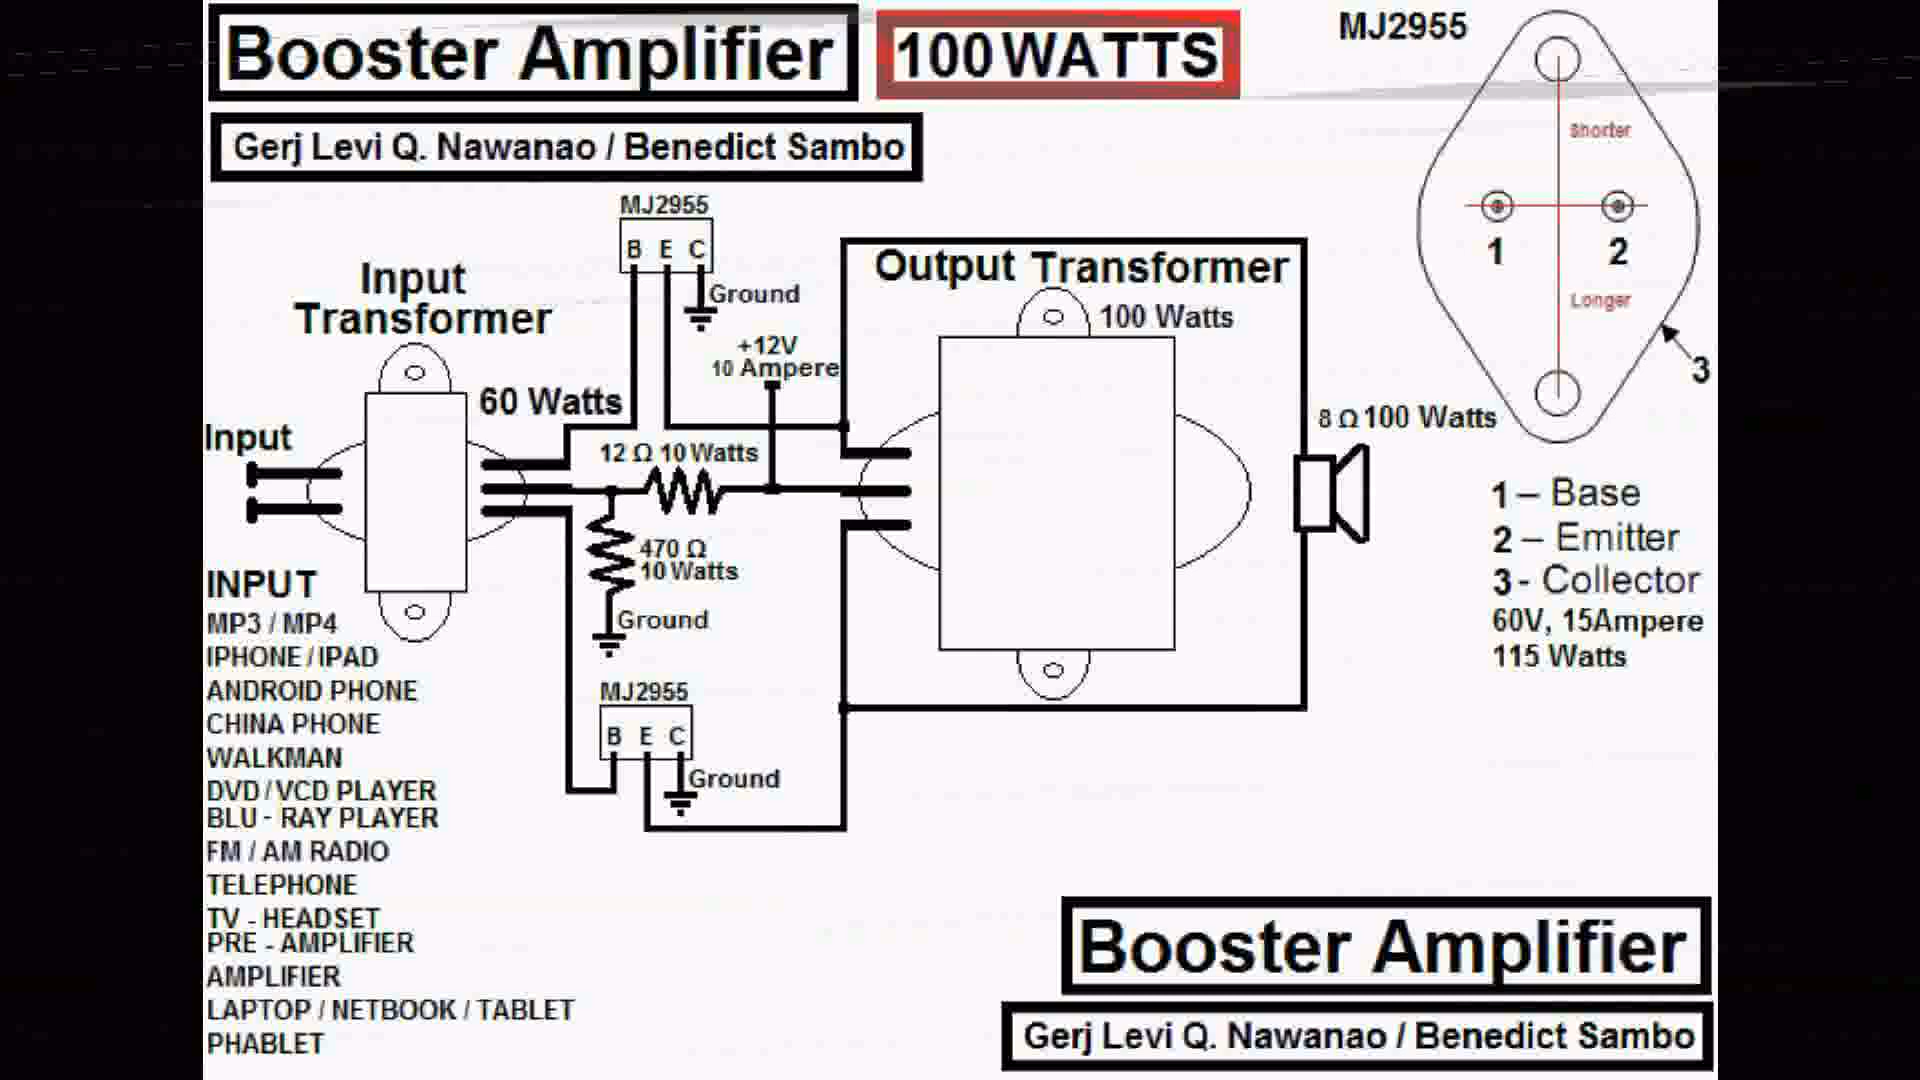 Booster Amplifier
100 WATTS
Gerj Levi Q. Nawanao / Benedict Sambo
MJ2955
Shorter
1
2
Longer
3
MJ2955
B E C
Ground
Input
Transformer
60 Watts
+12V
10 Ampere
Output Transformer
100 Watts
8 Ω 100 Watts
Input
12 Ω 10 Watts
470 Ω
10 Watts
Ground
MJ2955
B E C
Ground
1 – Base
2 – Emitter
3 - Collector
60V, 15Ampere
115 Watts
INPUT
MP3 / MP4
IPHONE / IPAD
ANDROID PHONE
CHINA PHONE
WALKMAN
DVD / VCD PLAYER
BLU - RAY PLAYER
FM / AM RADIO
TELEPHONE
TV - HEADSET
PRE - AMPLIFIER
AMPLIFIER
LAPTOP / NETBOOK / TABLET
PHABLET
Booster Amplifier
Gerj Levi Q. Nawanao / Benedict Sambo